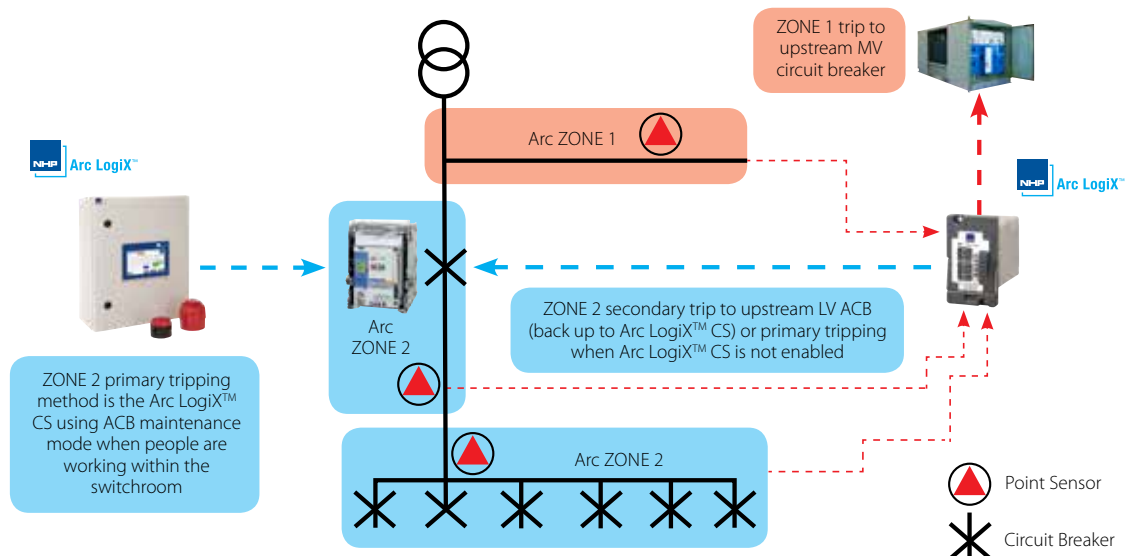 ZONE 1 trip to
upstream MV
circuit breaker
Arc ZONE 1
NHP Arc LogiX™
NHP Arc LogiX™
Arc
ZONE 2
ZONE 2 secondary trip to upstream LV ACB
(back up to Arc LogiX™ CS) or primary tripping
when Arc LogiX™ CS is not enabled
ZONE 2 primary tripping
method is the Arc LogiX™
CS using ACB maintenance
mode when people are
working within the
switchroom
Arc ZONE 2
Point Sensor
Circuit Breaker